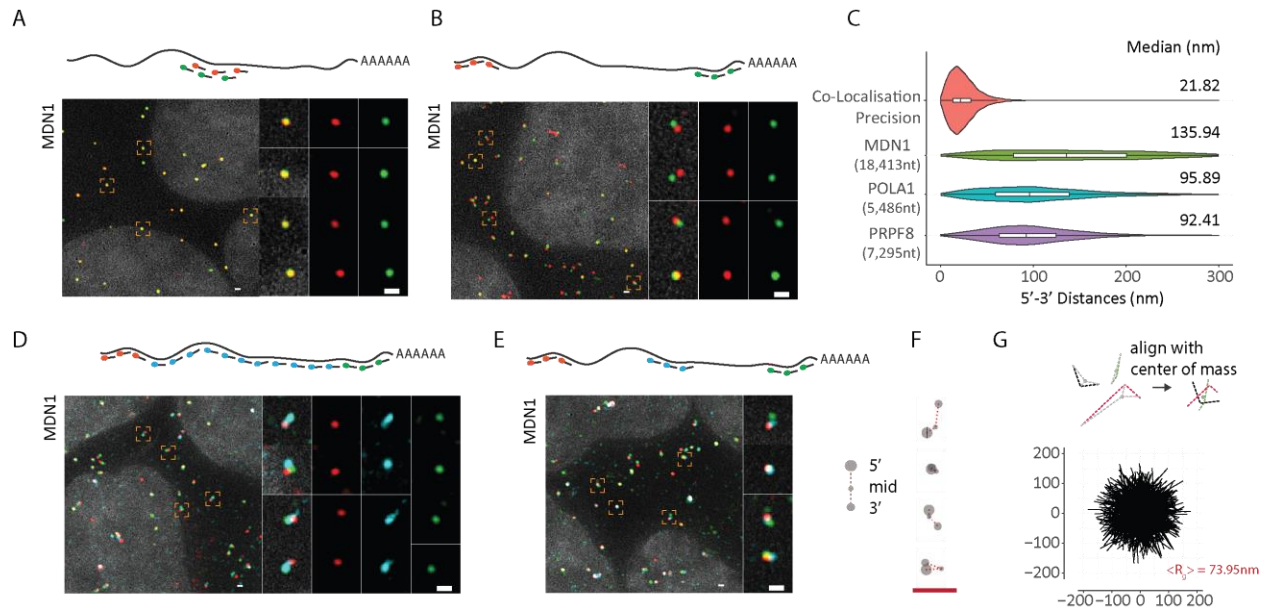 A
AAAAAA
MDN1
B
AAAAAA
MDN1
C
Median (nm)
Co-Localisation
Precision
21.82
MDN1
(18,413nt)
135.94
POLA1
(5,486nt)
95.89
PRPF8
(7,295nt)
92.41
0
100
200
300
5′-3′ Distances (nm)
D
AAAAAA
MDN1
E
AAAAAA
MDN1
F
5′
mid
3′
G
align with
center of mass
200
100
0
−100
−200
<R₉> = 73.95nm
−200 −100 0 100 200